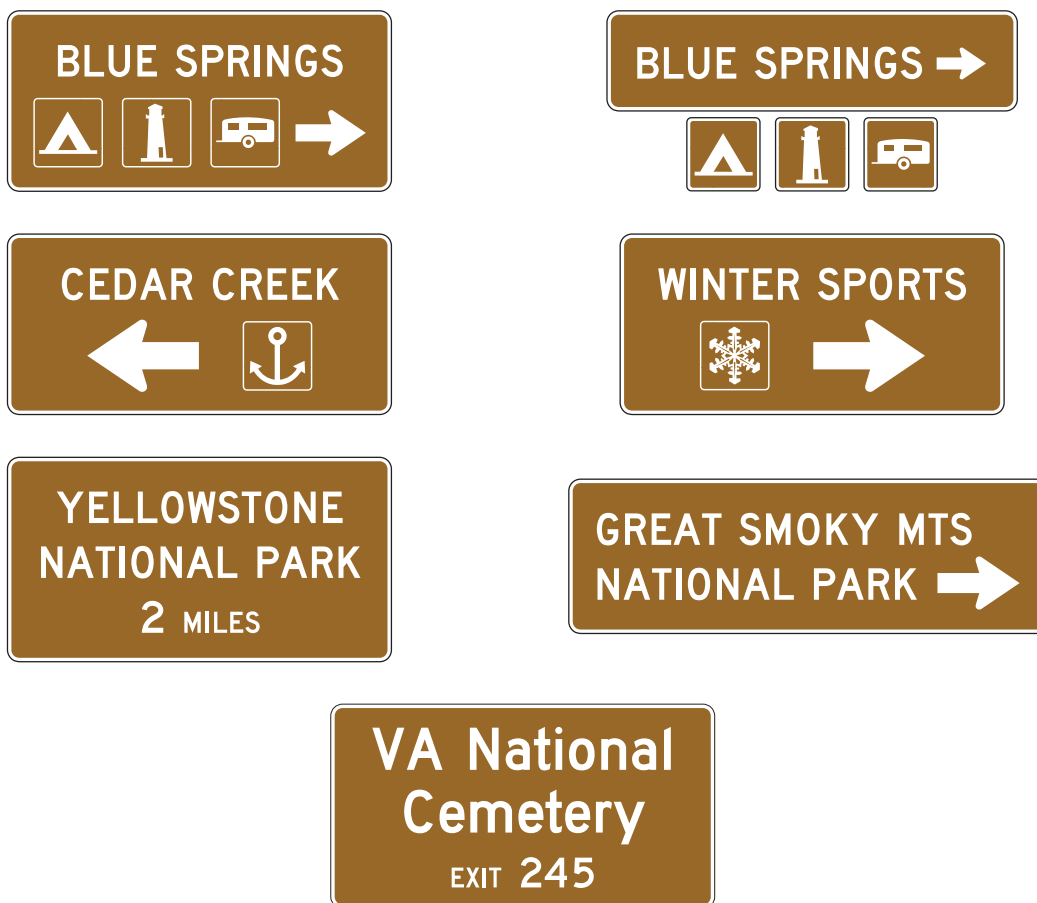 BLUE SPRINGS
BLUE SPRINGS
CEDAR CREEK
WINTER SPORTS
YELLOWSTONE
NATIONAL PARK
2 MILES
GREAT SMOKY MTS
NATIONAL PARK
VA National
Cemetery
EXIT 245